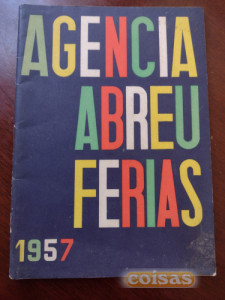 AGENCIA
ABREU
FERIAS
1957
coisas